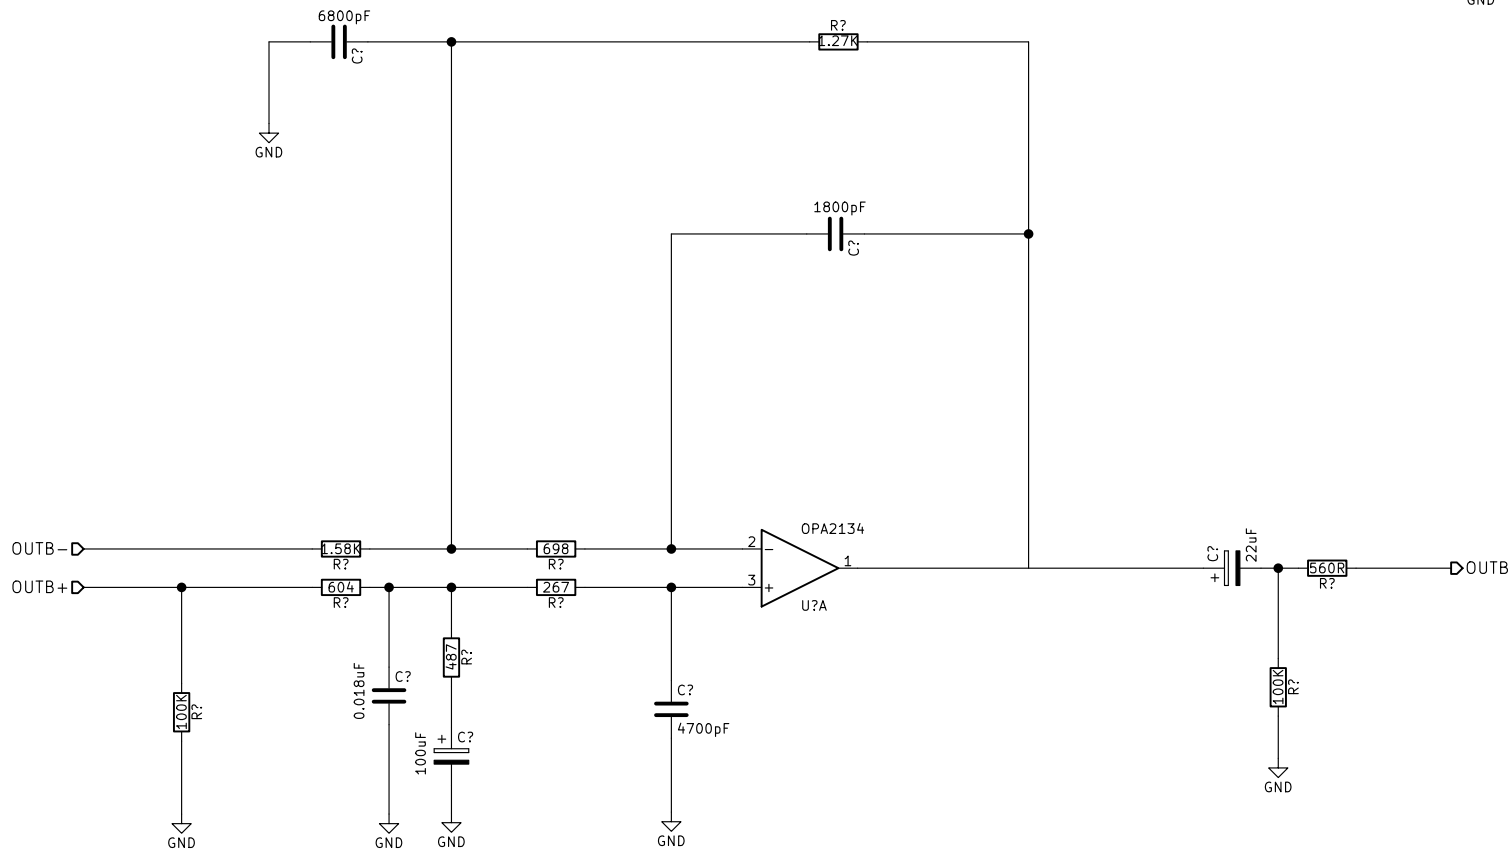 GND
6800pF
C?
R?
1.27K
GND
1800pF
C?
OUTB-
1.58K
R?
698
R?
2
-
OPA2134
1
OUTB+
604
R?
267
R?
3
+
U?A
C?
+
22uF
560R
R?
OUTB
100K
R?
0.018uF
C?
487
R?
100uF
+
C?
C?
4700pF
100K
R?
GND
GND
GND
GND
GND